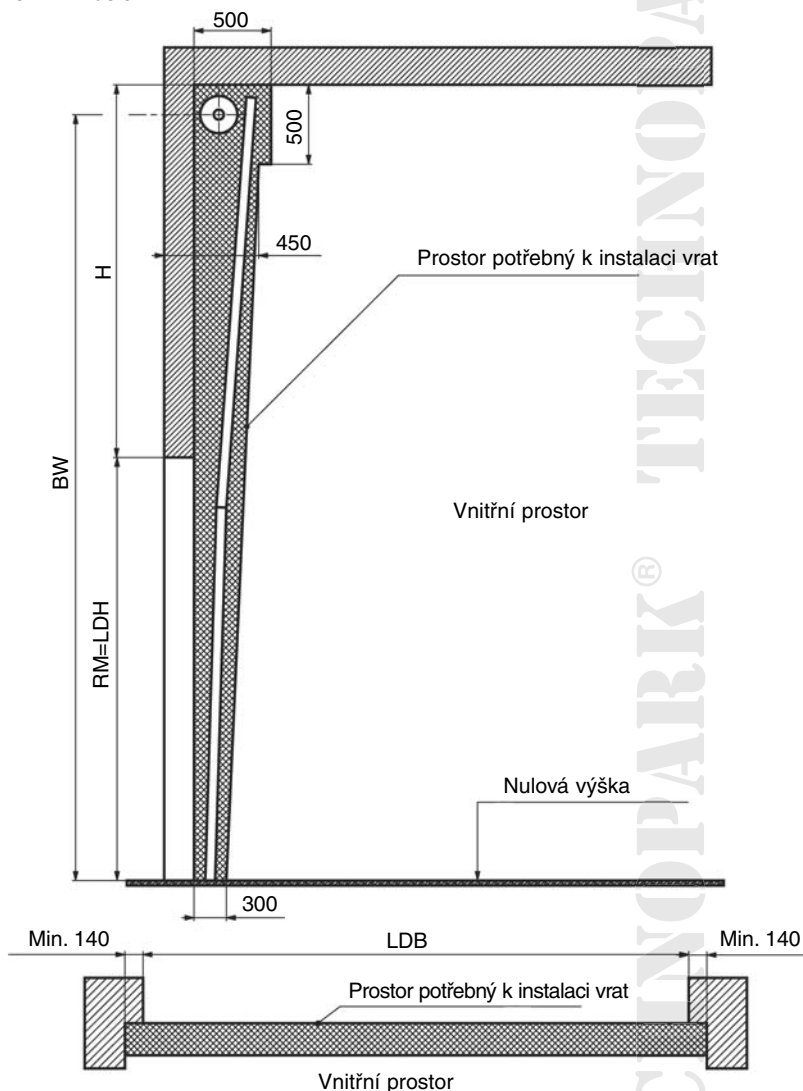 500
500
450
H
Prostor potřebný k instalaci vrat
BW
Vnitřní prostor
RM=LDH
Nulová výška
300
Min. 140
LDB
Min. 140
Prostor potřebný k instalaci vrat
Vnitřní prostor
TECHNOPARK®